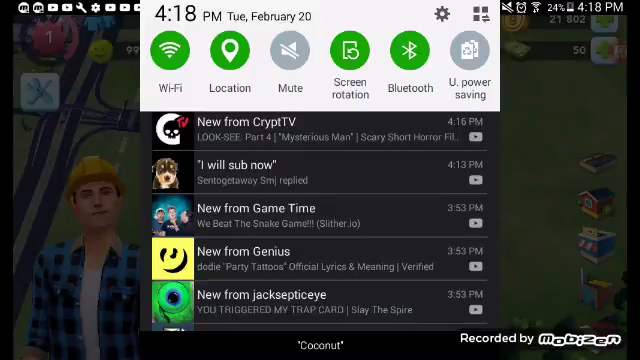 4:18 PM Tue, February 20
24% 4:18 PM
1
21 802
50
Wi-Fi
Location
Mute
Screen rotation
Bluetooth
U. power saving
New from CryptTV 4:16 PM
LOOK-SEE: Part 4 | "Mysterious Man" | Scary Short Horror Fil..
"I will sub now" 4:13 PM
Sentogetaway Smj replied
New from Game Time 3:53 PM
We Beat The Snake Game!!! (Slither.io)
New from Genius 3:53 PM
dodie "Party Tattoos" Official Lyrics & Meaning | Verified
New from jacksepticeye 3:53 PM
YOU TRIGGERED MY TRAP CARD | Slay The Spire
"Coconut"
Recorded by Mobizen